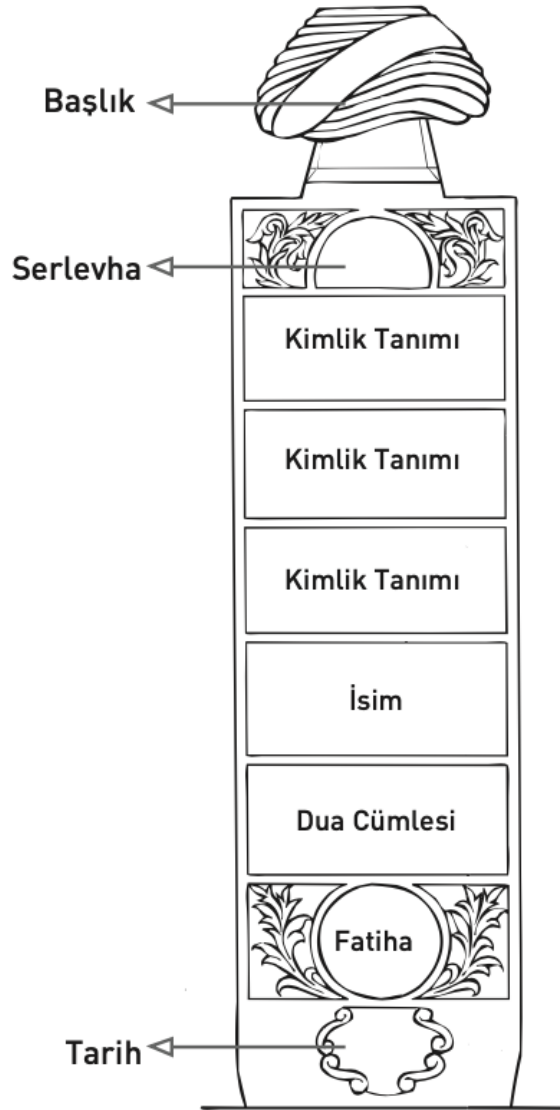 Başlık
Serlevha
Kimlik Tanımı
Kimlik Tanımı
Kimlik Tanımı
İsim
Dua Cümlesi
Fatiha
Tarih